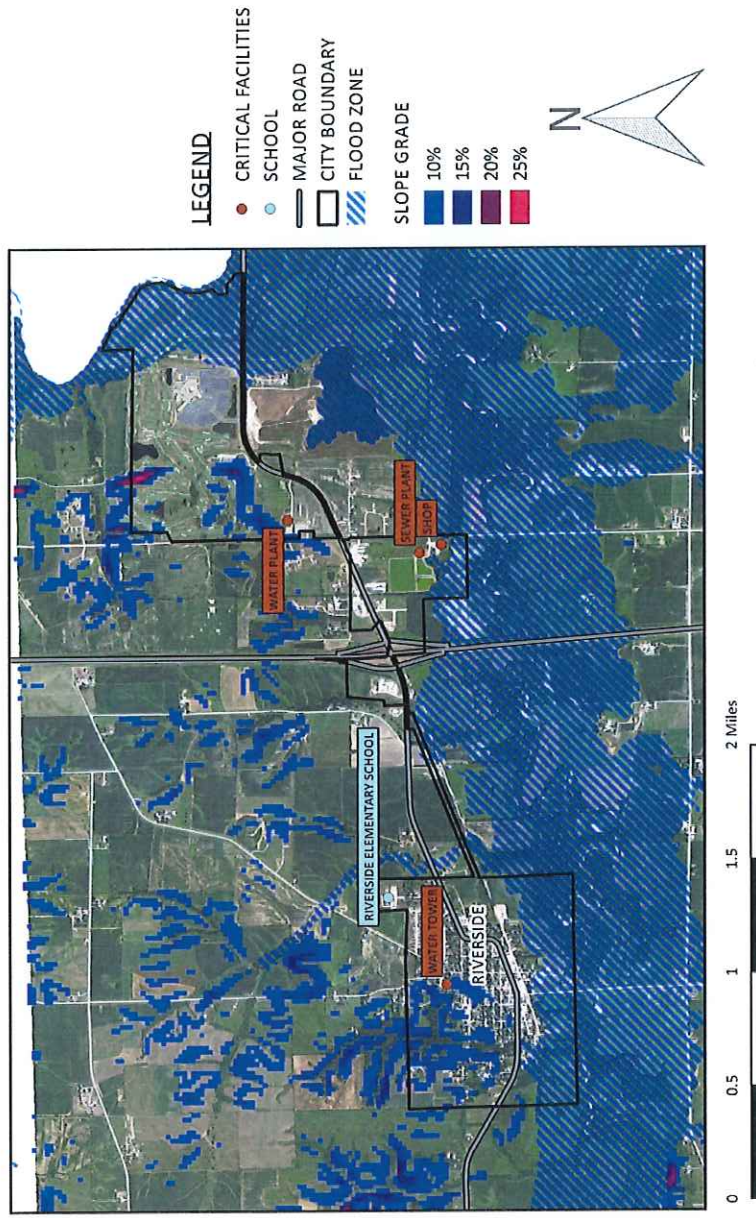 LEGEND
CRITICAL FACILITIES
SCHOOL
MAJOR ROAD
CITY BOUNDARY
FLOOD ZONE
SLOPE GRADE
10%
15%
20%
25%
N
WATER PLANT
SEWER PLANT
SHOP
RIVERSIDE ELEMENTARY SCHOOL
WATER TOWER
RIVERSIDE
0
0.5
1
1.5
2 Miles